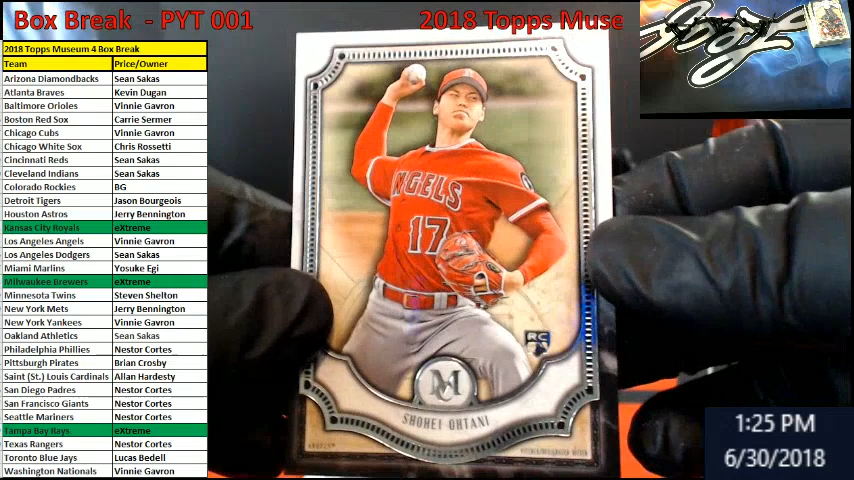 Box Break - PYT 001
2018 Topps Muse
2018 Topps Museum 4 Box Break
Team Price/Owner
Arizona Diamondbacks Sean Sakas
Atlanta Braves Kevin Dugan
Baltimore Orioles Vinnie Gavron
Boston Red Sox Carrie Sermer
Chicago Cubs Vinnie Gavron
Chicago White Sox Chris Rossetti
Cincinnati Reds Sean Sakas
Cleveland Indians Sean Sakas
Colorado Rockies BG
Detroit Tigers Jason Bourgeois
Houston Astros Jerry Bennington
Kansas City Royals eXtreme
Los Angeles Angels Vinnie Gavron
Los Angeles Dodgers Sean Sakas
Miami Marlins Yosuke Egi
Milwaukee Brewers eXtreme
Minnesota Twins Steven Shelton
New York Mets Jerry Bennington
New York Yankees Vinnie Gavron
Oakland Athletics Sean Sakas
Philadelphia Phillies Nestor Cortes
Pittsburgh Pirates Brian Crosby
Saint (St.) Louis Cardinals Allan Hardesty
San Diego Padres Nestor Cortes
San Francisco Giants Nestor Cortes
Seattle Mariners Nestor Cortes
Tampa Bay Rays eXtreme
Texas Rangers Nestor Cortes
Toronto Blue Jays Lucas Bedell
Washington Nationals Vinnie Gavron
ANGELS
17
RC
MC
SHOHEI OHTANI
1:25 PM
6/30/2018